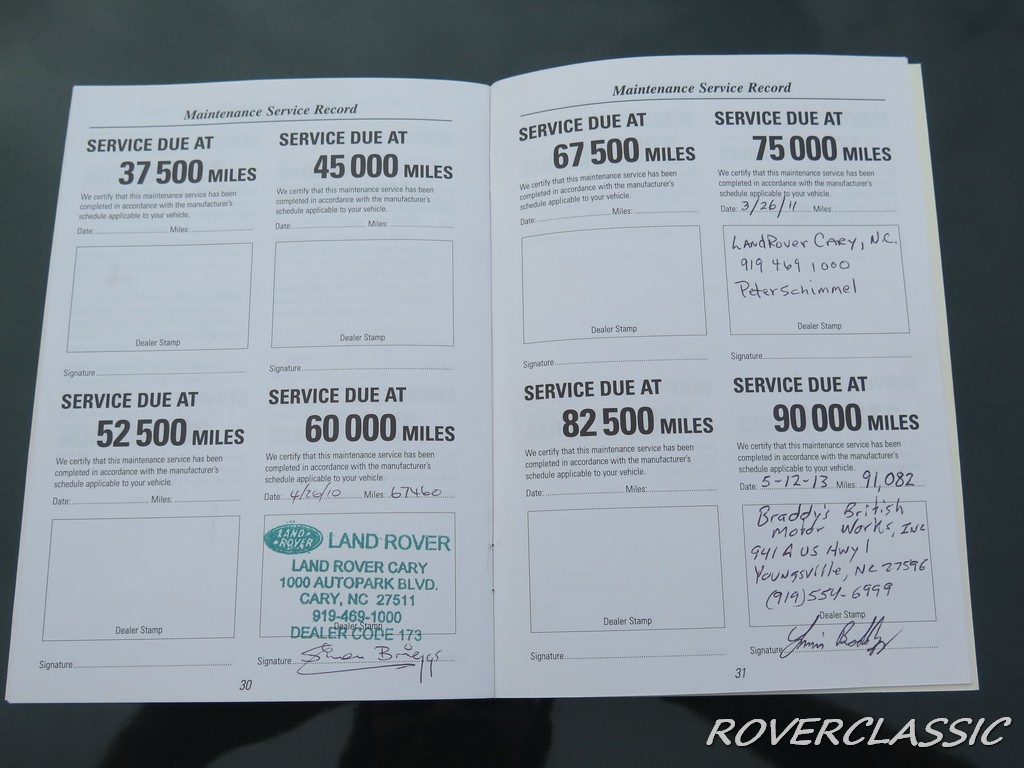 Maintenance Service Record
SERVICE DUE AT
37 500 MILES
We certify that this maintenance service has been
completed in accordance with the manufacturer's
schedule applicable to your vehicle.
Date: Miles:
Dealer Stamp
Signature
SERVICE DUE AT
45 000 MILES
We certify that this maintenance service has been
completed in accordance with the manufacturer's
schedule applicable to your vehicle.
Date: Miles:
Dealer Stamp
Signature
SERVICE DUE AT
52 500 MILES
We certify that this maintenance service has been
completed in accordance with the manufacturer's
schedule applicable to your vehicle.
Date: Miles:
Dealer Stamp
Signature
SERVICE DUE AT
60 000 MILES
We certify that this maintenance service has been
completed in accordance with the manufacturer's
schedule applicable to your vehicle.
Date: 4/26/10 Miles: 67460
LAND ROVER LAND ROVER
LAND ROVER CARY
1000 AUTOPARK BLVD.
CARY, NC 27511
919-469-1000
Dealer Stamp
DEALER CODE 173
Signature Simon Briggs
30
Maintenance Service Record
SERVICE DUE AT
67 500 MILES
We certify that this maintenance service has been
completed in accordance with the manufacturer's
schedule applicable to your vehicle.
Date: Miles:
Dealer Stamp
Signature
SERVICE DUE AT
75 000 MILES
We certify that this maintenance service has been
completed in accordance with the manufacturer's
schedule applicable to your vehicle.
Date: 3/26/11 Miles:
LandRover Cary, N.C.
919 469 1000
Peter Schimmel
Dealer Stamp
Signature
SERVICE DUE AT
82 500 MILES
We certify that this maintenance service has been
completed in accordance with the manufacturer's
schedule applicable to your vehicle.
Date: Miles:
Dealer Stamp
Signature
SERVICE DUE AT
90 000 MILES
We certify that this maintenance service has been
completed in accordance with the manufacturer's
schedule applicable to your vehicle.
Date: 5-12-13 Miles: 91,082
Braddy's British
Motor Works, Inc
941 A US Hwy 1
Youngsville, NC 27596
(919) 554-6999
Dealer Stamp
Signature
31
ROVERCLASSIC